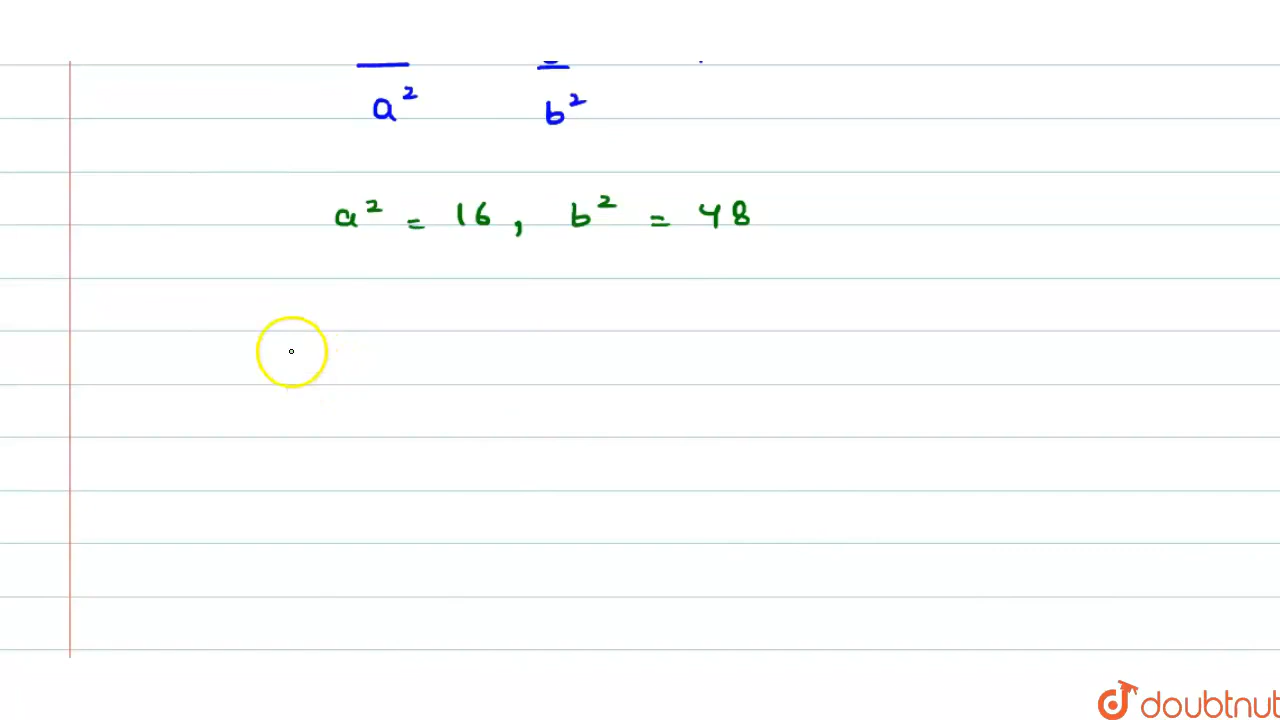 a² b²
a² = 16, b² = 48
doubtnut